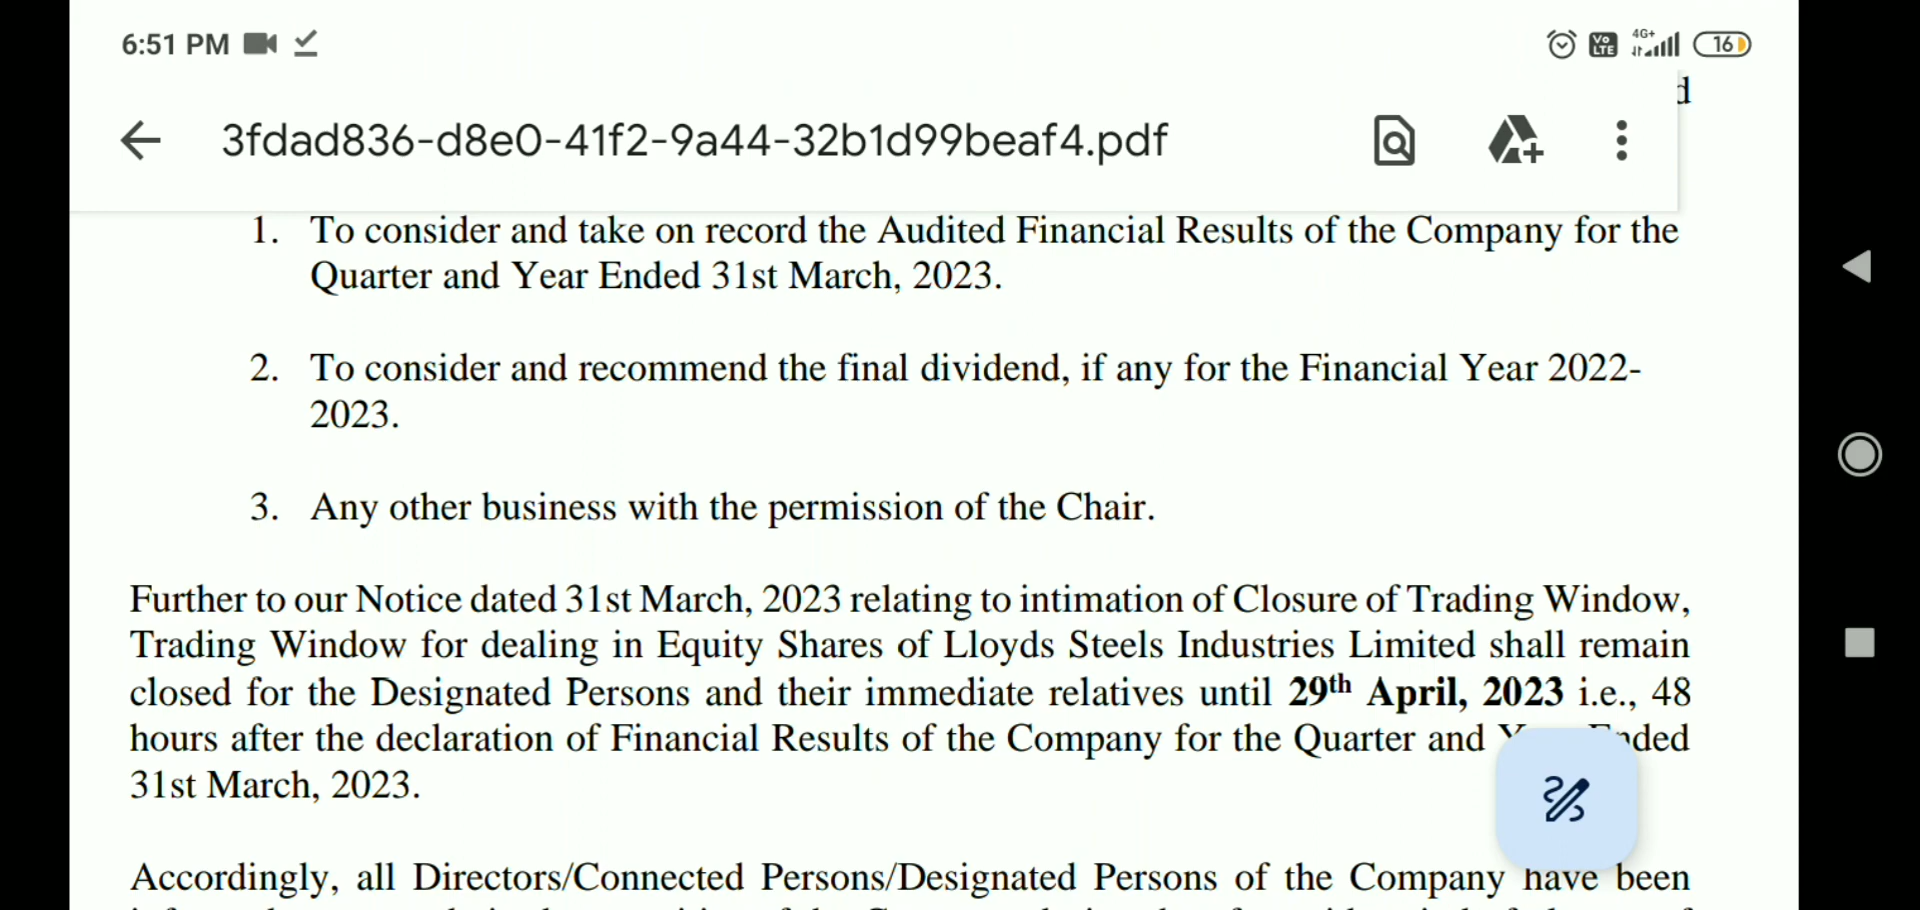 6:51 PM
Vo LTE 4G+ 16
3fdad836-d8e0-41f2-9a44-32b1d99beaf4.pdf
1. To consider and take on record the Audited Financial Results of the Company for the
Quarter and Year Ended 31st March, 2023.
2. To consider and recommend the final dividend, if any for the Financial Year 2022-
2023.
3. Any other business with the permission of the Chair.
Further to our Notice dated 31st March, 2023 relating to intimation of Closure of Trading Window,
Trading Window for dealing in Equity Shares of Lloyds Steels Industries Limited shall remain
closed for the Designated Persons and their immediate relatives until 29th April, 2023 i.e., 48
hours after the declaration of Financial Results of the Company for the Quarter and
31st March, 2023.
Accordingly, all Directors/Connected Persons/Designated Persons of the Company have been